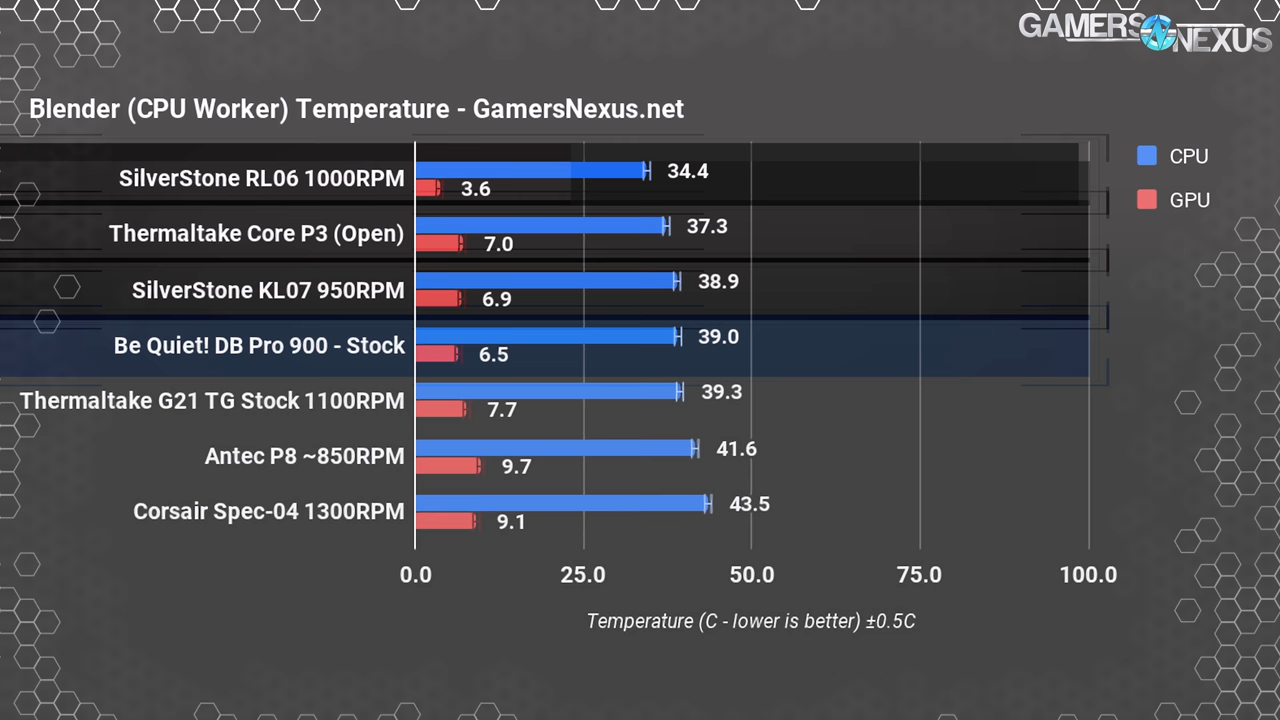 GAMERS NEXUS
Blender (CPU Worker) Temperature - GamersNexus.net
CPU
GPU
SilverStone RL06 1000RPM 34.4
3.6
Thermaltake Core P3 (Open) 37.3
7.0
SilverStone KL07 950RPM 38.9
6.9
Be Quiet! DB Pro 900 - Stock 39.0
6.5
Thermaltake G21 TG Stock 1100RPM 39.3
7.7
Antec P8 ~850RPM 41.6
9.7
Corsair Spec-04 1300RPM 43.5
9.1
0.0 25.0 50.0 75.0 100.0
Temperature (C - lower is better) ±0.5C